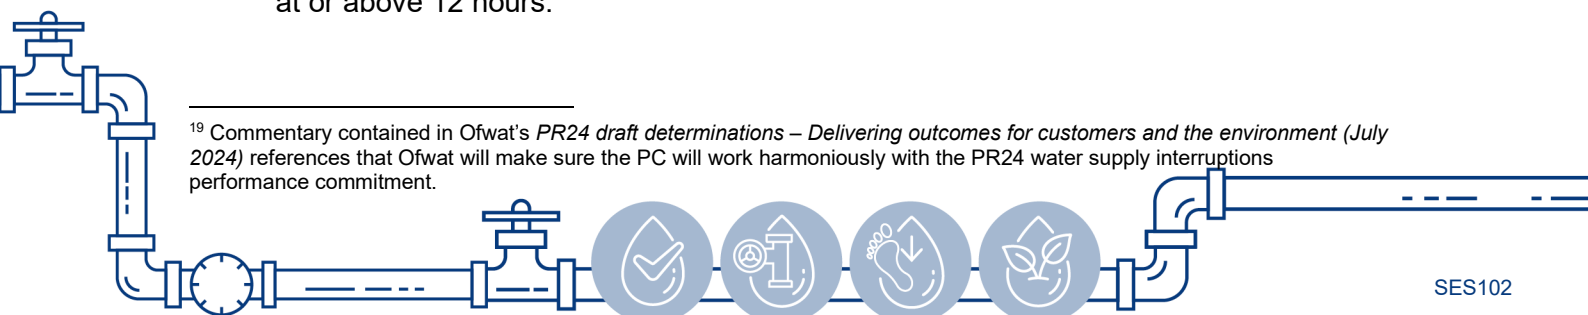 at or above 12 hours.
19 Commentary contained in Ofwat’s PR24 draft determinations – Delivering outcomes for customers and the environment (July
2024) references that Ofwat will make sure the PC will work harmoniously with the PR24 water supply interruptions
performance commitment.
SES102